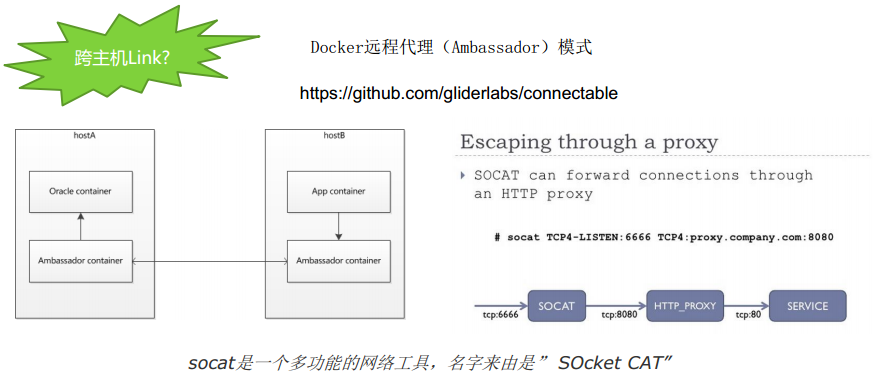 跨主机Link?
Docker远程代理（Ambassador）模式
https://github.com/gliderlabs/connectable
hostA
Oracle container
Ambassador container
hostB
App container
Ambassador container
Escaping through a proxy
SOCAT can forward connections through
an HTTP proxy
# socat TCP4-LISTEN:6666 TCP4:proxy.company.com:8080
SOCAT
HTTP_PROXY
SERVICE
tcp:6666
tcp:8080
tcp:80
socat是一个多功能的网络工具，名字来由是” SOcket CAT”